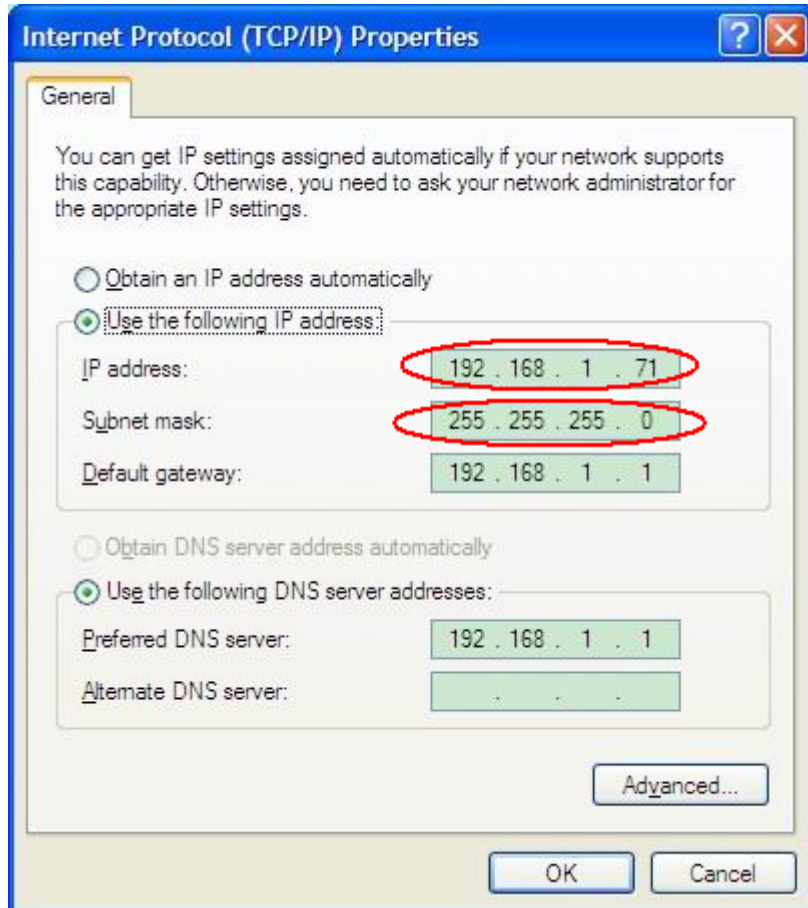 Internet Protocol (TCP/IP) Properties
General
You can get IP settings assigned automatically if your network supports
this capability. Otherwise, you need to ask your network administrator for
the appropriate IP settings.
Obtain an IP address automatically
Use the following IP address:
IP address: 192 . 168 . 1 . 71
Subnet mask: 255 . 255 . 255 . 0
Default gateway: 192 . 168 . 1 . 1
Obtain DNS server address automatically
Use the following DNS server addresses:
Preferred DNS server: 192 . 168 . 1 . 1
Alternate DNS server: . . .
Advanced...
OK Cancel